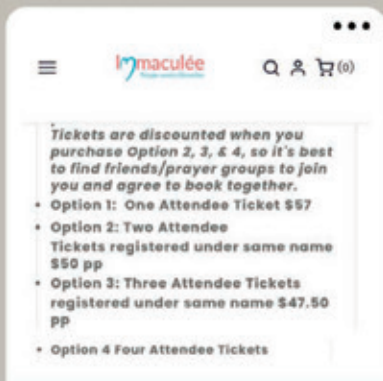 Immaculée
(0)
Tickets are discounted when you
purchase Option 2, 3, & 4, so it's best
to find friends/prayer groups to join
you and agree to book together.
• Option 1: One Attendee Ticket $57
• Option 2: Two Attendee
Tickets registered under same name
$50 pp
• Option 3: Three Attendee Tickets
registered under same name $47.50
pp
• Option 4 Four Attendee Tickets